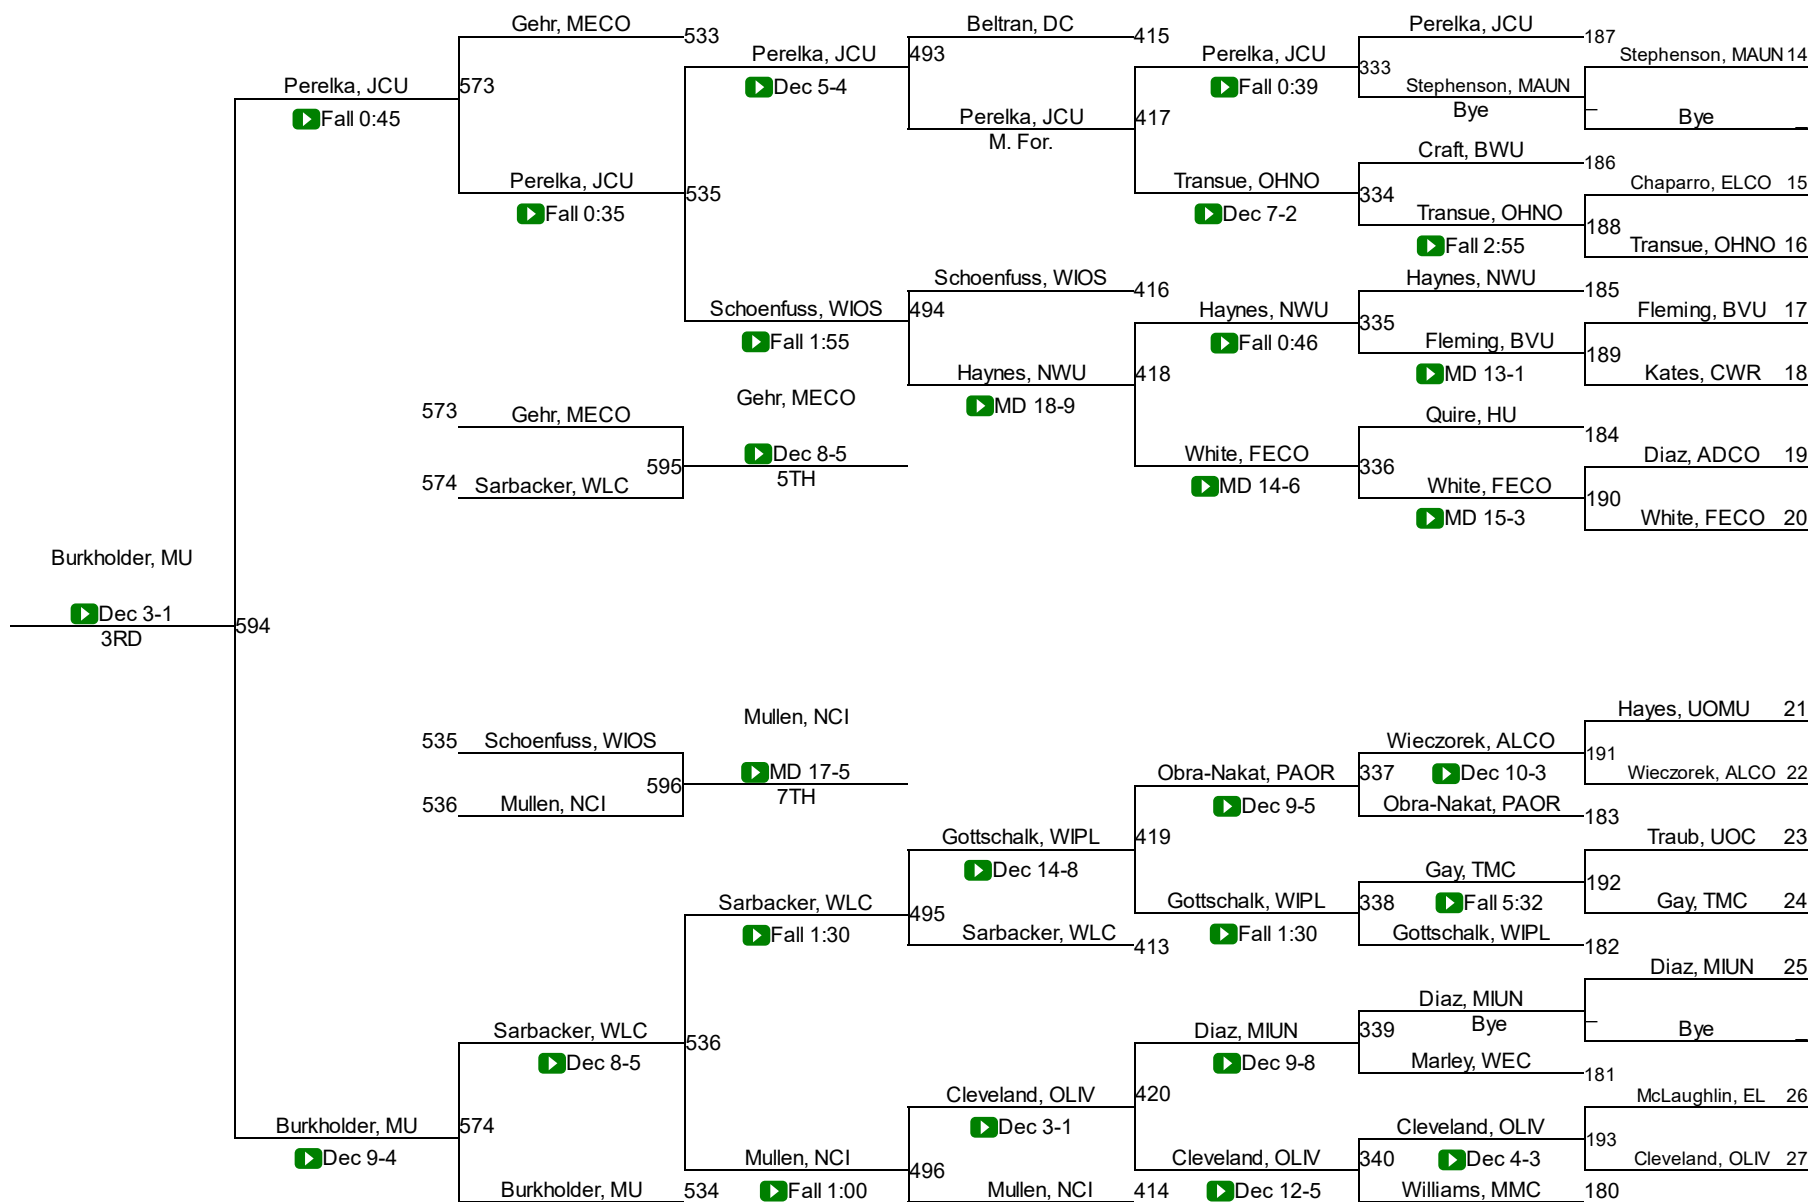 Gehr, MECO
533
Perelka, JCU
Fall 0:45
573
Perelka, JCU
Fall 0:35
Perelka, JCU
Dec 5-4
535
Beltran, DC
415
493
Perelka, JCU
M. For.
417
Perelka, JCU
Fall 0:39
Perelka, JCU
187
333
Stephenson, MAUN
Bye
Stephenson, MAUN 14
_
Bye _
Transue, OHNO
Dec 7-2
Craft, BWU
186
334
Transue, OHNO
Fall 2:55
Chaparro, ELCO 15
188
Transue, OHNO 16
Schoenfuss, WIOS
Fall 1:55
Schoenfuss, WIOS
416
494
Haynes, NWU
MD 18-9
418
Haynes, NWU
Fall 0:46
Haynes, NWU
185
335
Fleming, BVU
MD 13-1
Fleming, BVU 17
189
Kates, CWR 18
White, FECO
MD 14-6
Quire, HU
184
336
White, FECO
MD 15-3
Diaz, ADCO 19
190
White, FECO 20
573
Gehr, MECO
574
Sarbacker, WLC
595
Gehr, MECO
Dec 8-5
5TH
Burkholder, MU
Dec 3-1
3RD
594
535
Schoenfuss, WIOS
536
Mullen, NCI
596
Mullen, NCI
MD 17-5
7TH
Hayes, UOMU 21
Wieczorek, ALCO
191
Dec 10-3
Wieczorek, ALCO 22
Obra-Nakat, PAOR
337
Dec 9-5
Obra-Nakat, PAOR
183
Gottschalk, WIPL
419
Dec 14-8
Traub, UOC 23
Gay, TMC
192
Fall 5:32
Gay, TMC 24
Gottschalk, WIPL
338
Fall 1:30
Gottschalk, WIPL
182
Sarbacker, WLC
495
Fall 1:30
Sarbacker, WLC
413
Diaz, MIUN 25
Diaz, MIUN
Bye
_
Bye _
Diaz, MIUN
339
Dec 9-8
Marley, WEC
181
Sarbacker, WLC
536
Dec 8-5
Cleveland, OLIV
420
Dec 3-1
McLaughlin, EL 26
Cleveland, OLIV
193
Dec 4-3
Cleveland, OLIV 27
Cleveland, OLIV
340
Dec 12-5
Williams, MMC
180
Burkholder, MU
574
Dec 9-4
Mullen, NCI
496
Fall 1:00
Burkholder, MU
534
Mullen, NCI
414